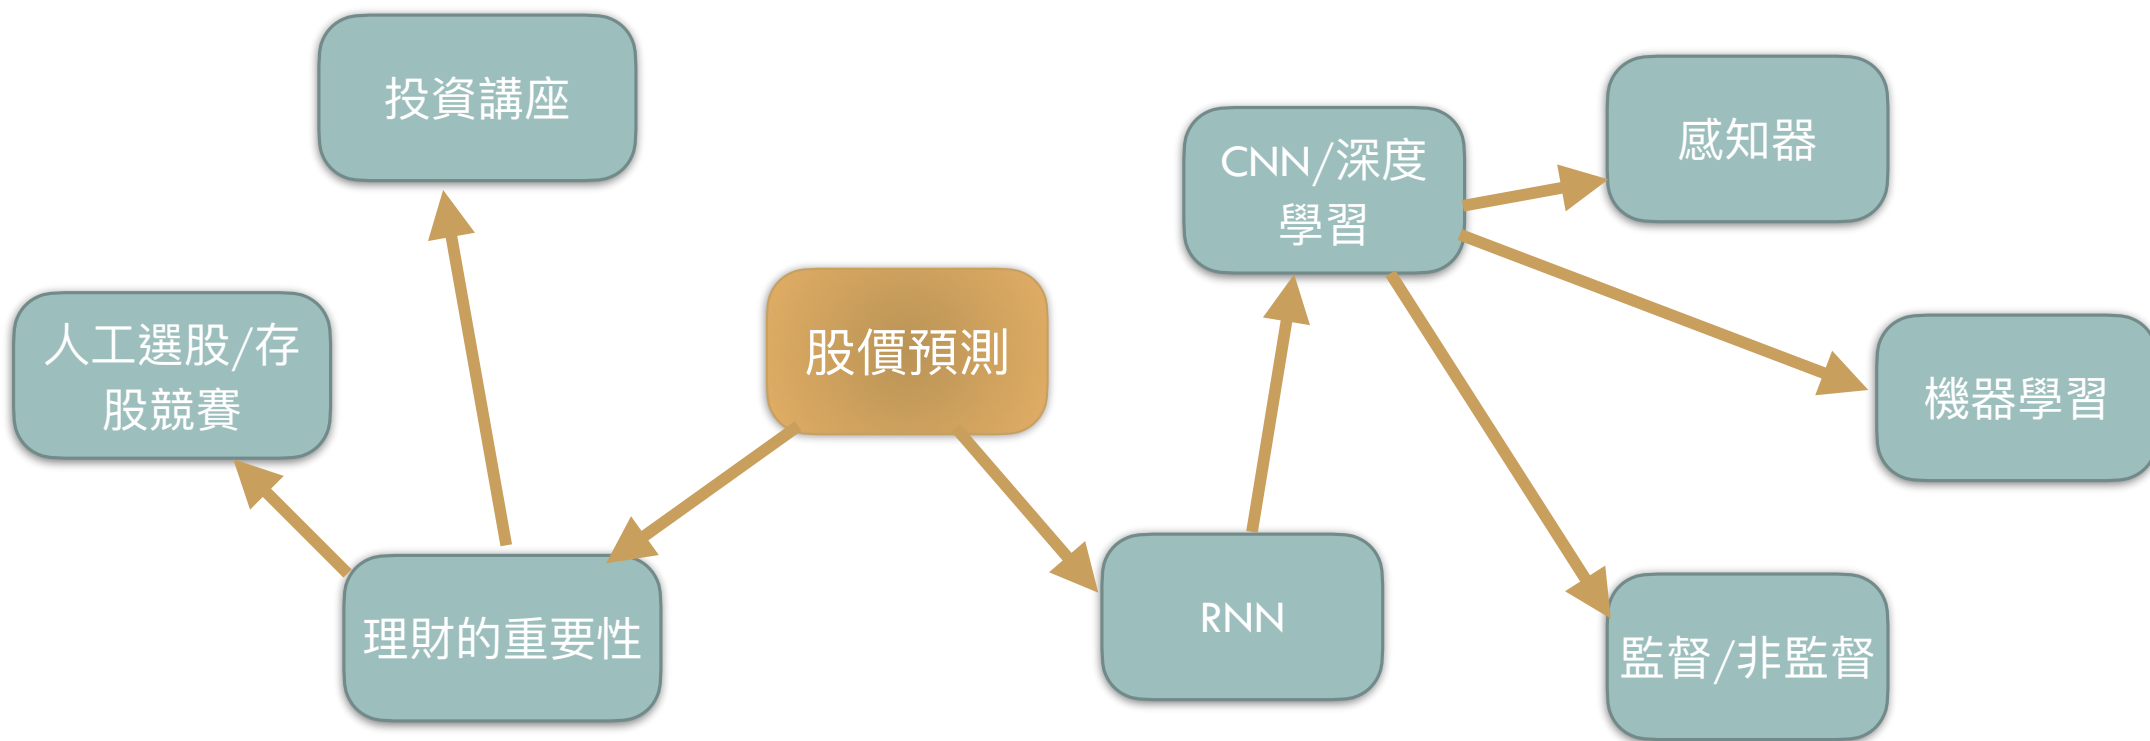 投資講座
感知器
CNN/深度
學習
人工選股/存
股競賽
股價預測
機器學習
理財的重要性
RNN
監督/非監督